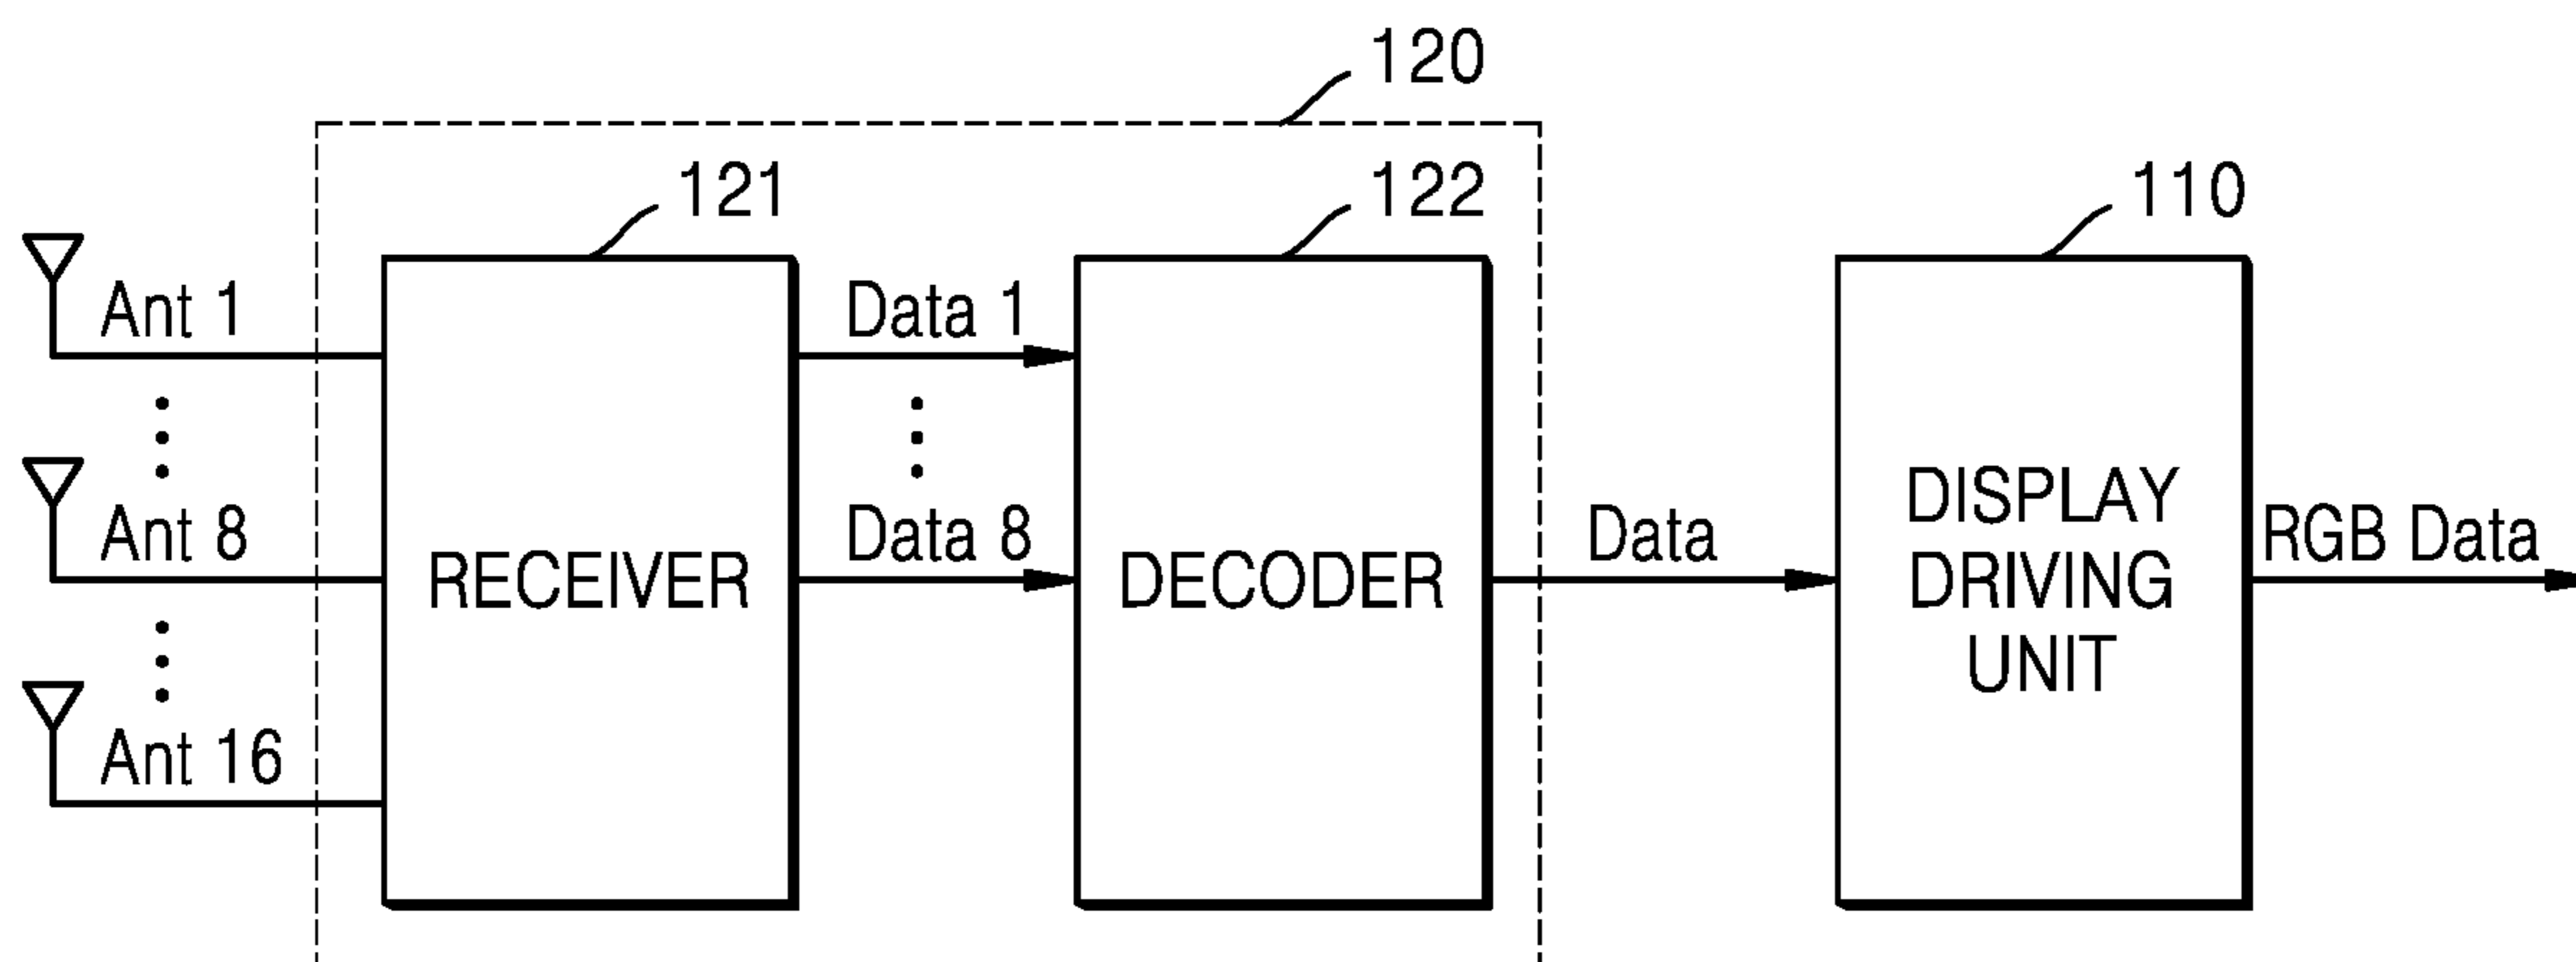 120
121
122
110
Ant 1
Data 1
Ant 8
Data 8
Data
RGB Data
RECEIVER
DECODER
DISPLAY
DRIVING
UNIT
Ant 16